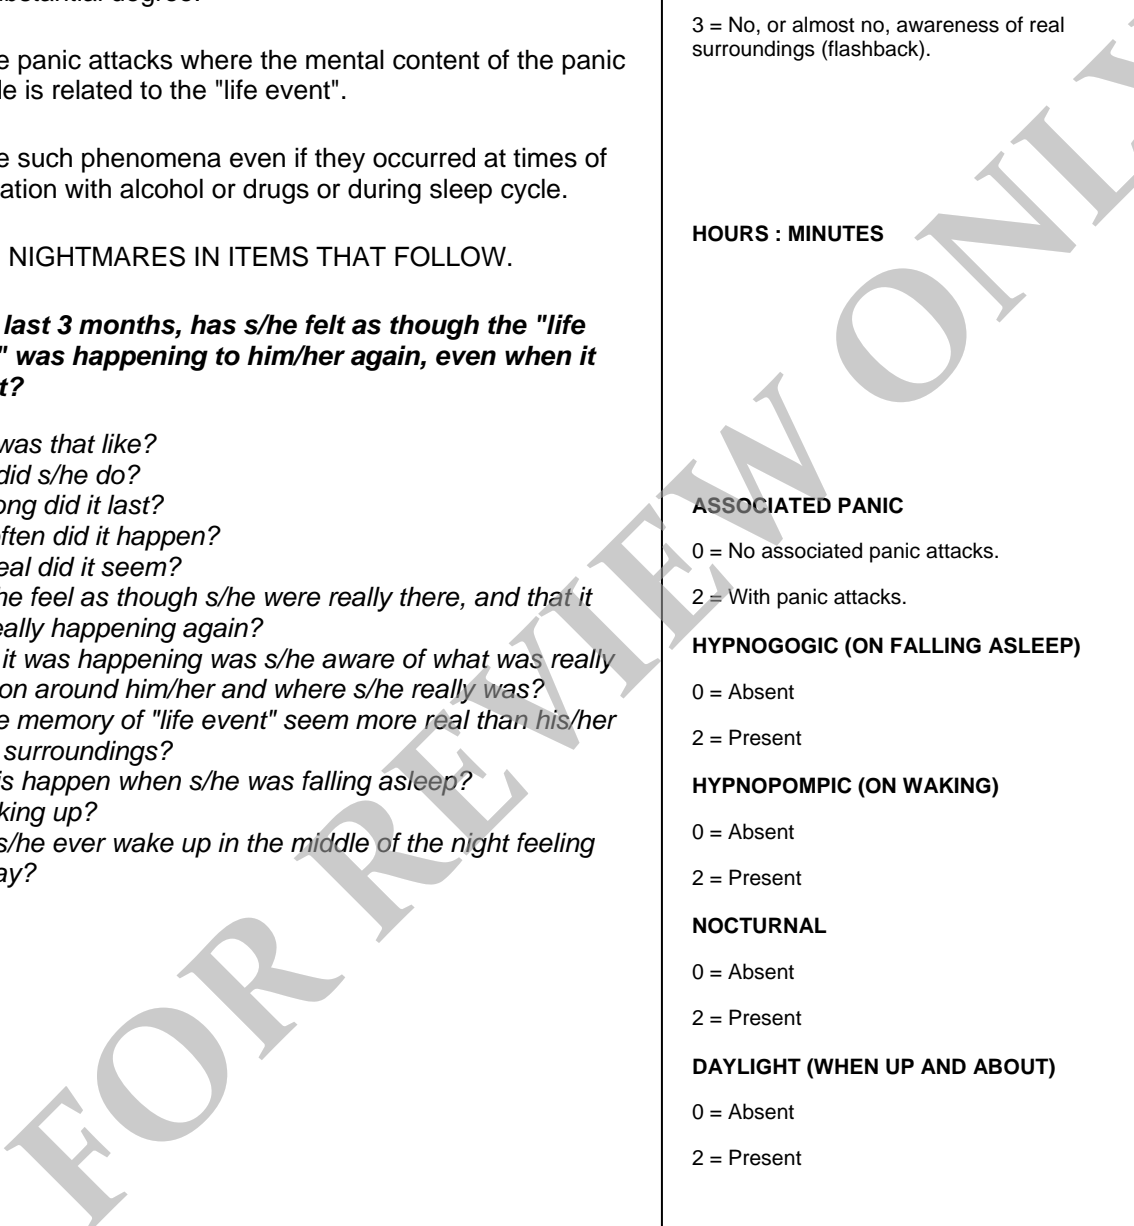 bstantial degree.
e panic attacks where the mental content of the panic
le is related to the "life event".
e such phenomena even if they occurred at times of
ation with alcohol or drugs or during sleep cycle.
NIGHTMARES IN ITEMS THAT FOLLOW.
last 3 months, has s/he felt as though the "life
" was happening to him/her again, even when it
t?
was that like?
did s/he do?
ong did it last?
ften did it happen?
eal did it seem?
he feel as though s/he were really there, and that it
eally happening again?
it was happening was s/he aware of what was really
on around him/her and where s/he really was?
e memory of "life event" seem more real than his/her
surroundings?
is happen when s/he was falling asleep?
king up?
s/he ever wake up in the middle of the night feeling
ay?
3 = No, or almost no, awareness of real
surroundings (flashback).
HOURS : MINUTES
ASSOCIATED PANIC
0 = No associated panic attacks.
2 = With panic attacks.
HYPNOGOGIC (ON FALLING ASLEEP)
0 = Absent
2 = Present
HYPNOPOMPIC (ON WAKING)
0 = Absent
2 = Present
NOCTURNAL
0 = Absent
2 = Present
DAYLIGHT (WHEN UP AND ABOUT)
0 = Absent
2 = Present
FOR REVIEW ONLY